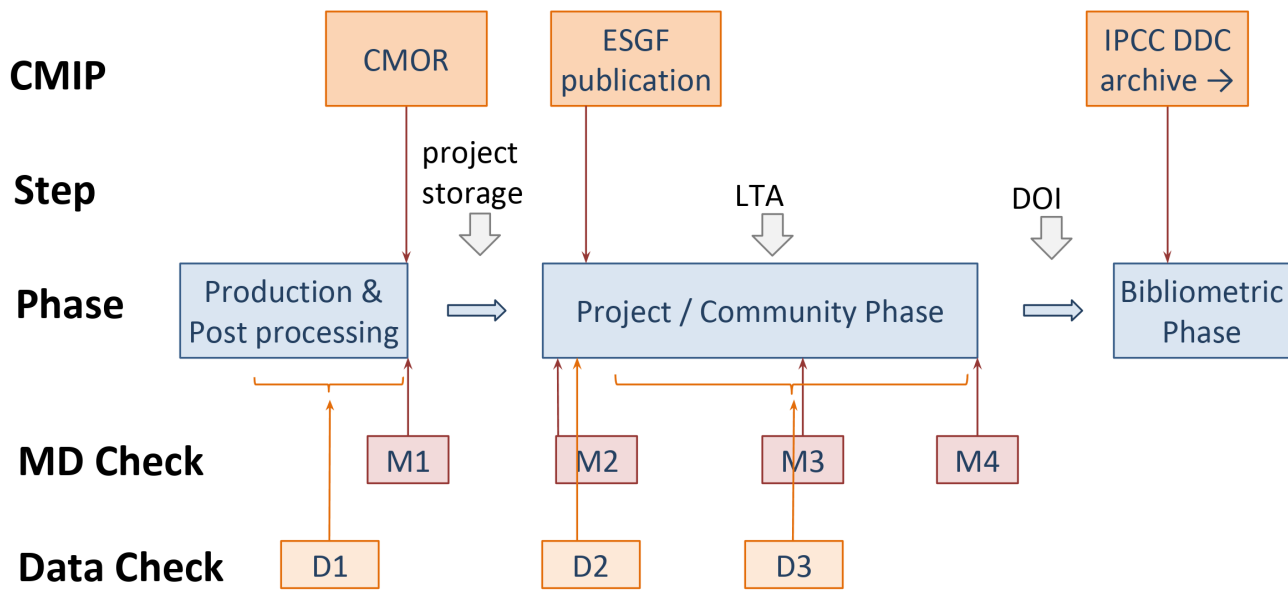 CMIP
CMOR
ESGF
publication
IPCC DDC
archive →
Step
project
storage
LTA
DOI
Phase
Production &
Post processing
Project / Community Phase
Bibliometric
Phase
MD Check
M1
M2
M3
M4
Data Check
D1
D2
D3